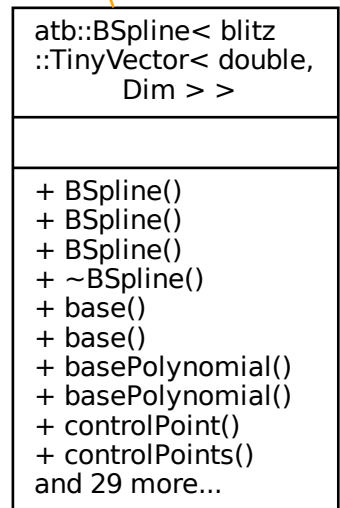 atb::BSpline< blitz
::TinyVector< double,
Dim > >
+ BSpline()
+ BSpline()
+ BSpline()
+ ~BSpline()
+ base()
+ base()
+ basePolynomial()
+ basePolynomial()
+ controlPoint()
+ controlPoints()
and 29 more...